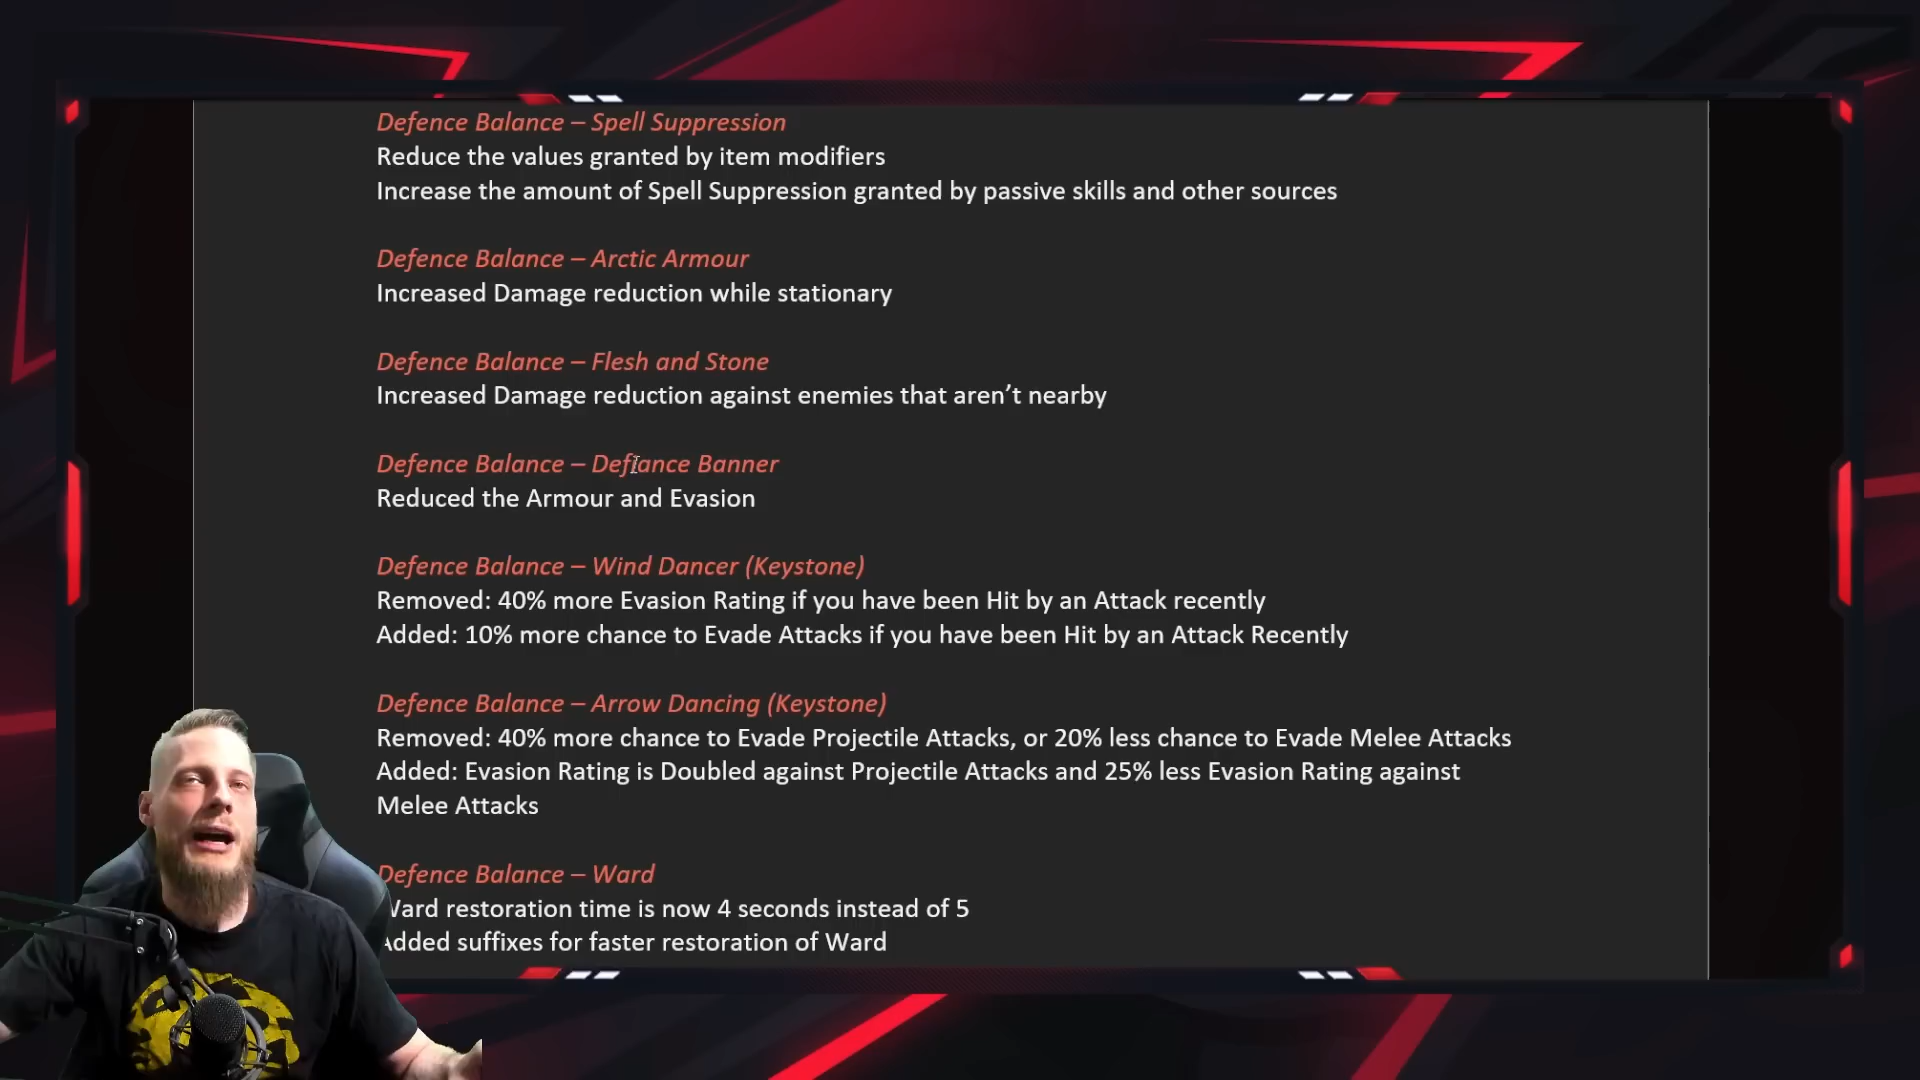 Defence Balance – Spell Suppression
Reduce the values granted by item modifiers
Increase the amount of Spell Suppression granted by passive skills and other sources
Defence Balance – Arctic Armour
Increased Damage reduction while stationary
Defence Balance – Flesh and Stone
Increased Damage reduction against enemies that aren’t nearby
Defence Balance – Defiance Banner
Reduced the Armour and Evasion
Defence Balance – Wind Dancer (Keystone)
Removed: 40% more Evasion Rating if you have been Hit by an Attack recently
Added: 10% more chance to Evade Attacks if you have been Hit by an Attack Recently
Defence Balance – Arrow Dancing (Keystone)
Removed: 40% more chance to Evade Projectile Attacks, or 20% less chance to Evade Melee Attacks
Added: Evasion Rating is Doubled against Projectile Attacks and 25% less Evasion Rating against
Melee Attacks
Defence Balance – Ward
Ward restoration time is now 4 seconds instead of 5
Added suffixes for faster restoration of Ward